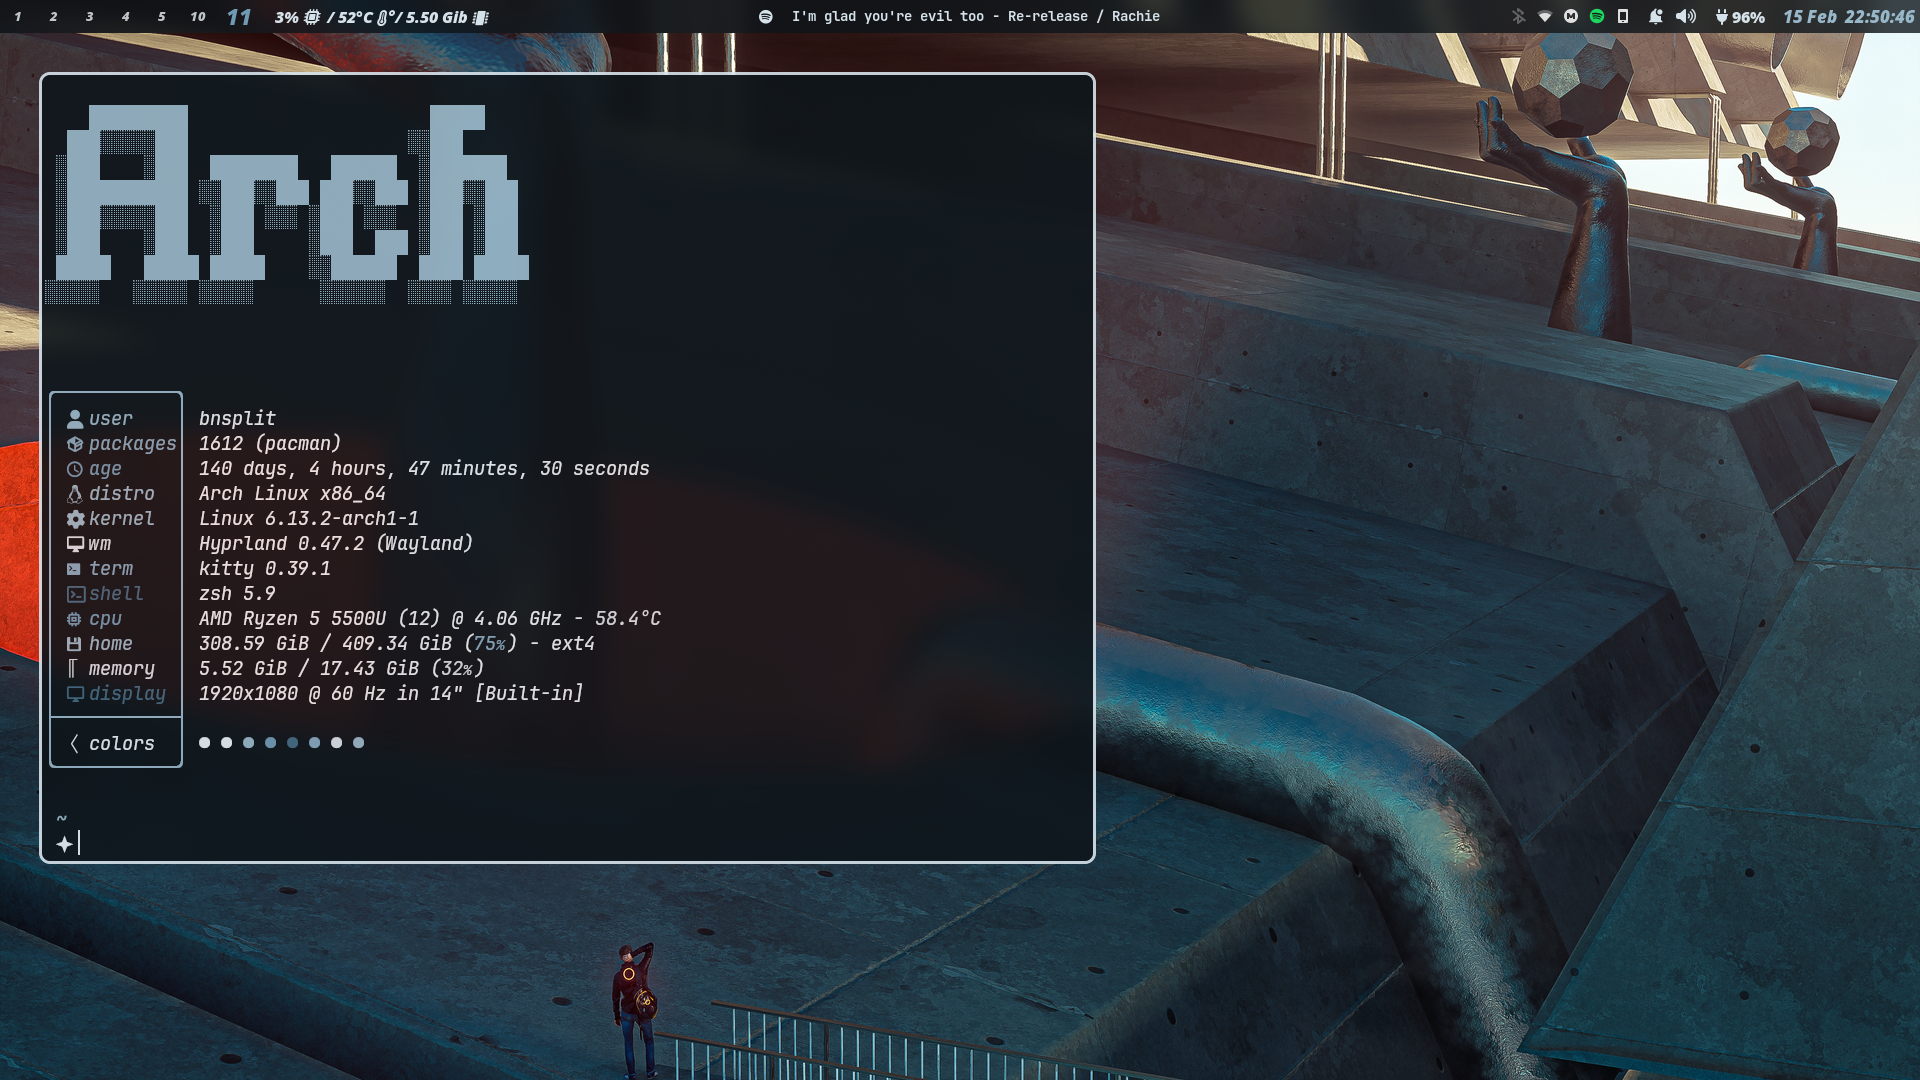 1 2 3 4 5 10 11 3% / 52°C / 5.50 Gib
I'm glad you're evil too - Re-release / Rachie
96% 15 Feb 22:50:46
Arch
user bnsplit
packages 1612 (pacman)
age 140 days, 4 hours, 47 minutes, 30 seconds
distro Arch Linux x86_64
kernel Linux 6.13.2-arch1-1
wm Hyprland 0.47.2 (Wayland)
term kitty 0.39.1
shell zsh 5.9
cpu AMD Ryzen 5 5500U (12) @ 4.06 GHz - 58.4°C
home 308.59 GiB / 409.34 GiB (75%) - ext4
memory 5.52 GiB / 17.43 GiB (32%)
display 1920x1080 @ 60 Hz in 14" [Built-in]
colors
~